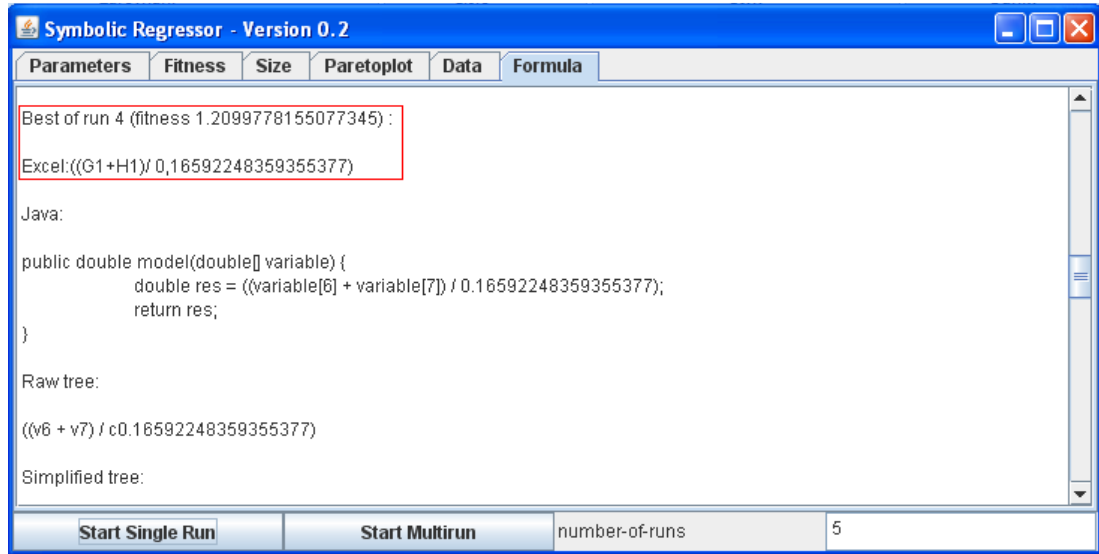 Symbolic Regressor - Version 0.2
Parameters Fitness Size Paretoplot Data Formula
Best of run 4 (fitness 1.2099778155077345) :
Excel:((G1+H1)/ 0,16592248359355377)
Java:
public double model(double[] variable) {
double res = ((variable[6] + variable[7]) / 0.16592248359355377);
return res;
}
Raw tree:
((v6 + v7) / c0.16592248359355377)
Simplified tree:
Start Single Run Start Multirun number-of-runs 5